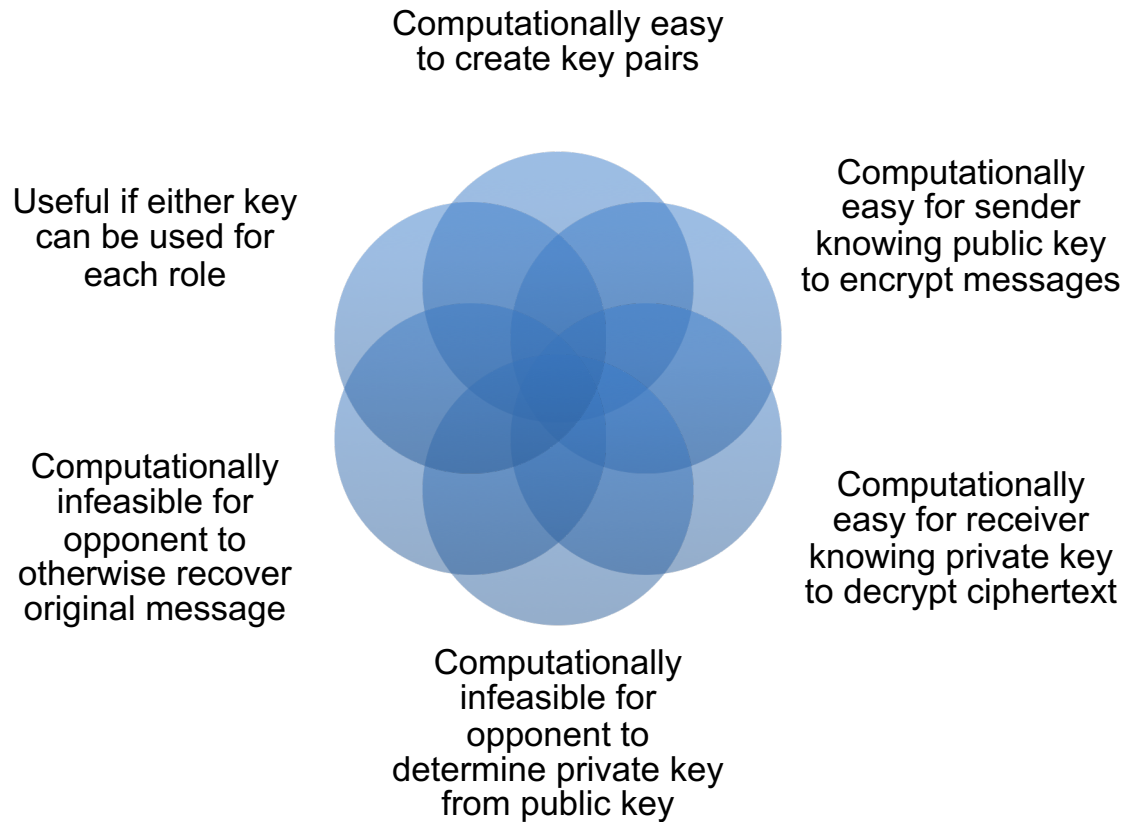 Computationally easy
to create key pairs
Computationally
easy for sender
knowing public key
to encrypt messages
Computationally
easy for receiver
knowing private key
to decrypt ciphertext
Computationally
infeasible for
opponent to
determine private key
from public key
Computationally
infeasible for
opponent to
otherwise recover
original message
Useful if either key
can be used for
each role